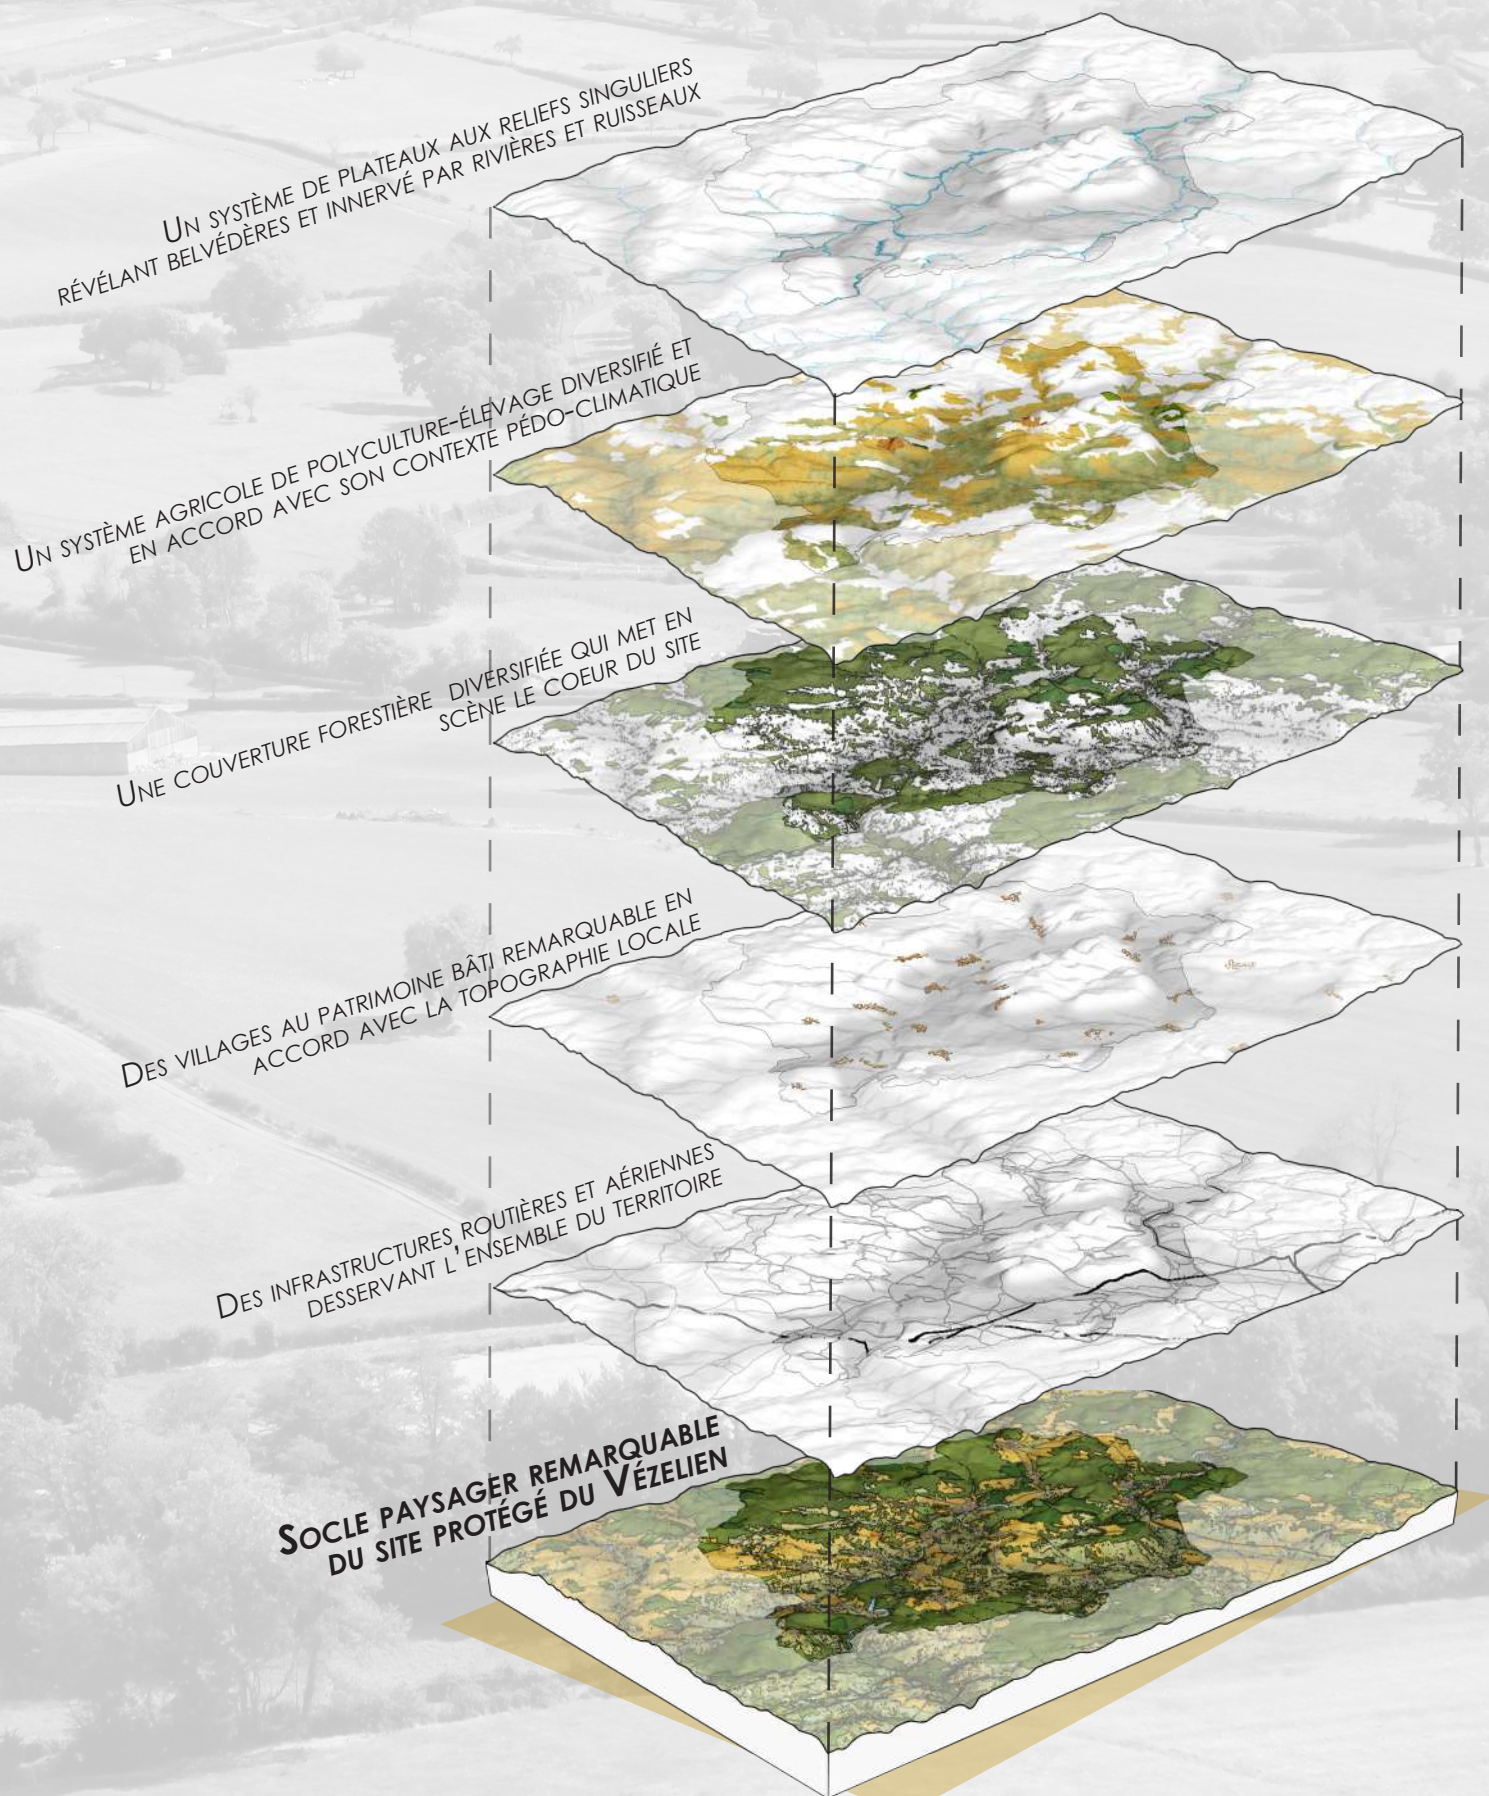 Un système de plateaux aux reliefs singuliers
révélant belvédères et innervé par rivières et ruisseaux
Un système agricole de polyculture-élevage diversifié et
en accord avec son contexte pédo-climatique
Une couverture forestière diversifiée qui met en
scène le coeur du site
Des villages au patrimoine bâti remarquable en
accord avec la topographie locale
Des infrastructures routières et aériennes
desservant l'ensemble du territoire
Socle paysager remarquable
du site protégé du Vézelien